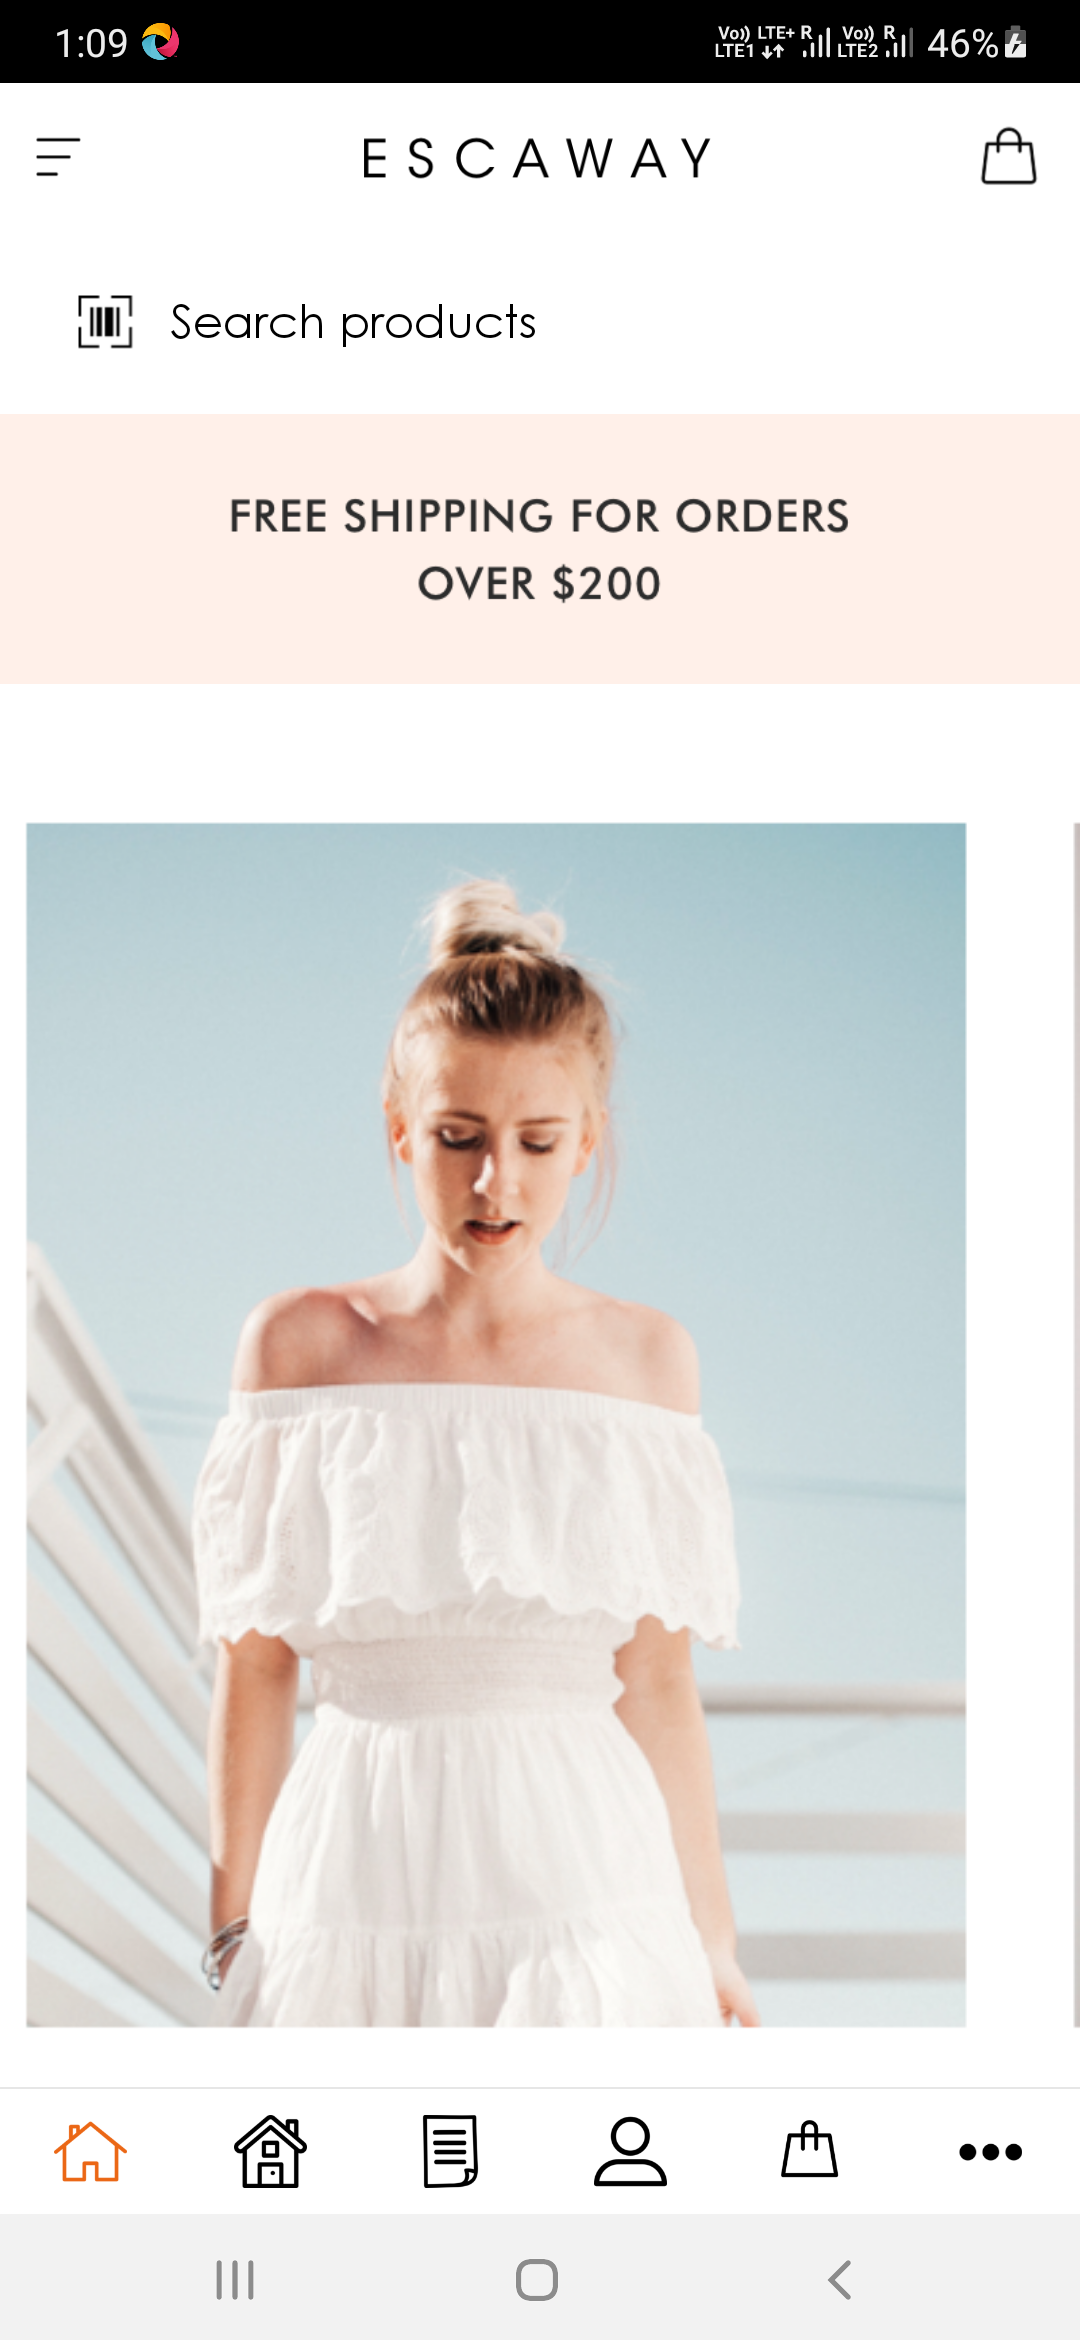 1:09
Vo)) LTE+ R Vo)) R
LTE1 LTE2 46%
ESCAWAY
Search products
FREE SHIPPING FOR ORDERS
OVER $200